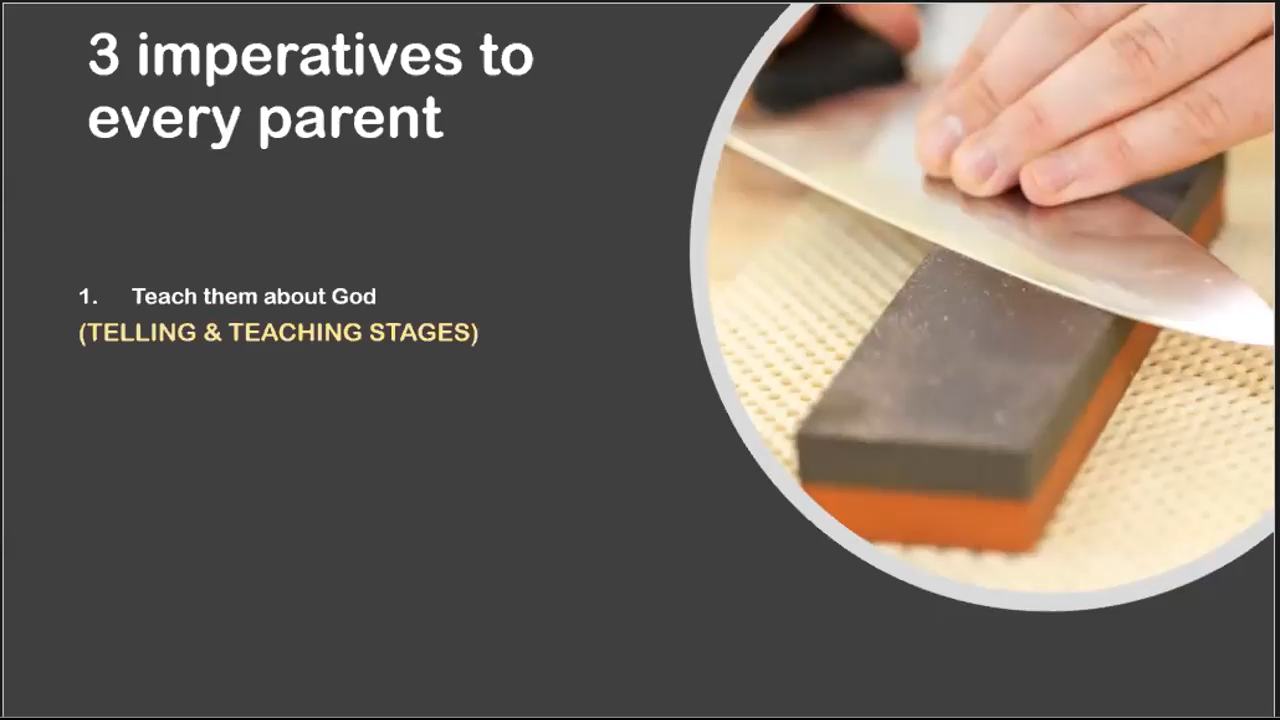 3 imperatives to
every parent
1. Teach them about God
(TELLING & TEACHING STAGES)